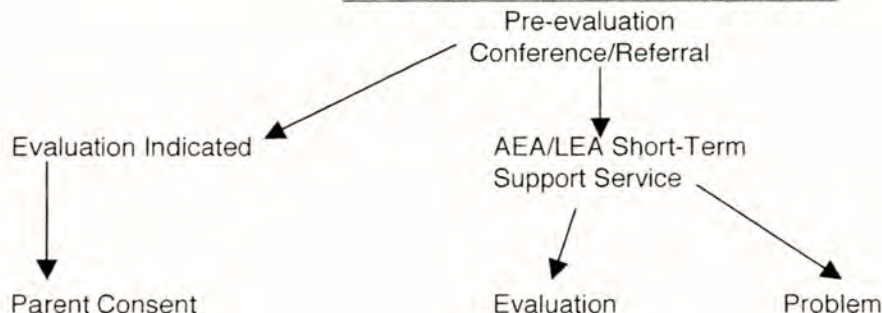 Pre-evaluation
Conference/Referral
Evaluation Indicated
AEA/LEA Short-Term
Support Service
Parent Consent
Evaluation
Problem